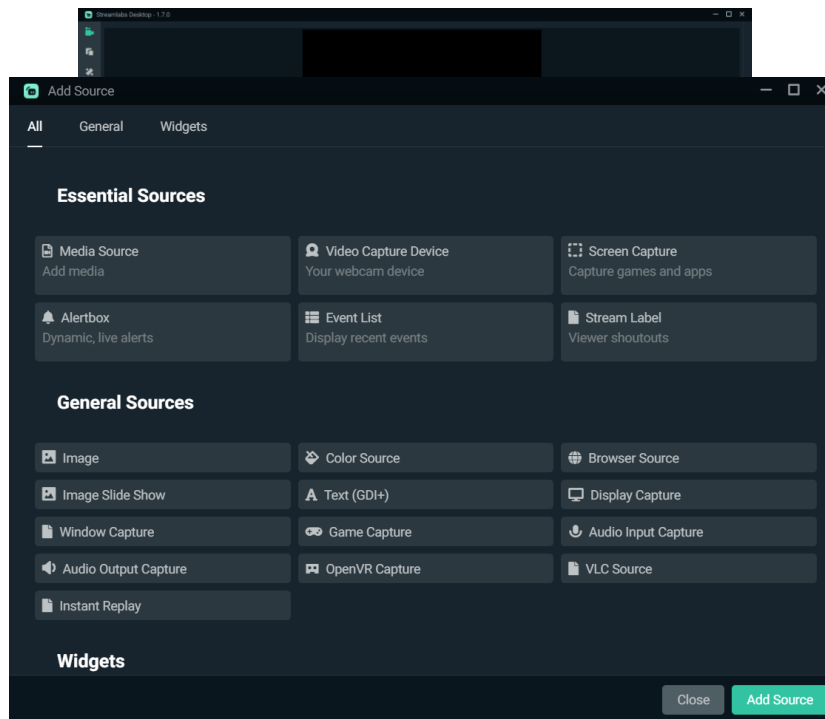 Streamlabs Desktop - 1.7.0
Add Source
All General Widgets
Essential Sources
Media Source Video Capture Device Screen Capture
Add media Your webcam device Capture games and apps
Alertbox Event List Stream Label
Dynamic, live alerts Display recent events Viewer shoutouts
General Sources
Image Color Source Browser Source
Image Slide Show Text (GDI+) Display Capture
Window Capture Game Capture Audio Input Capture
Audio Output Capture OpenVR Capture VLC Source
Instant Replay
Widgets
Close Add Source